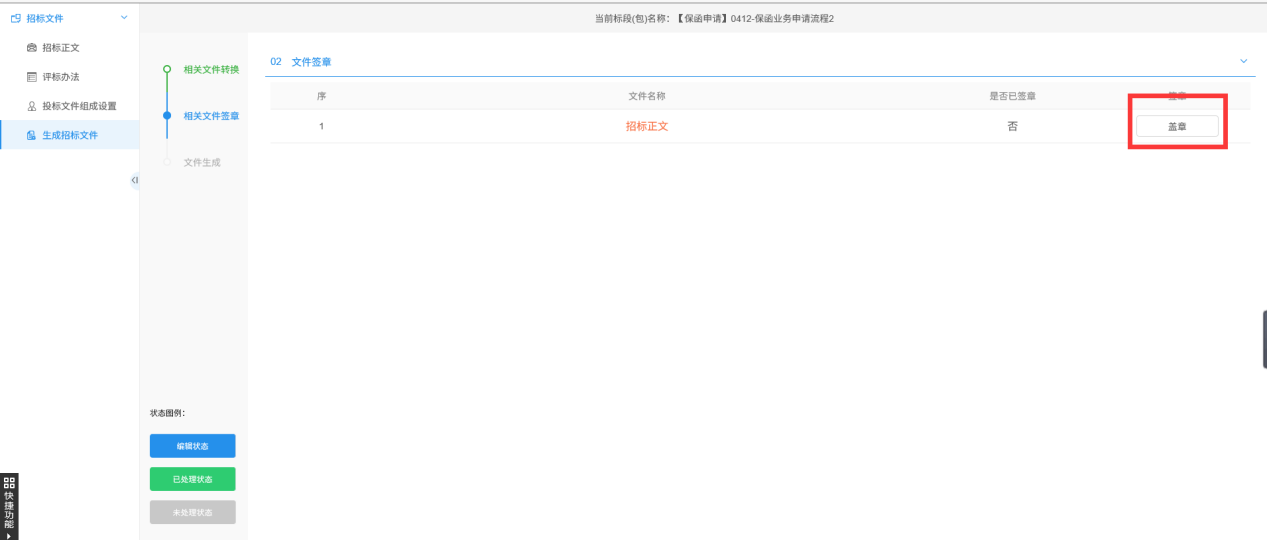 招标文件
当前标段(包)名称：【保函申请】0412-保函业务申请流程2
招标正文
评标办法
投标文件组成设置
生成招标文件
相关文件转换
相关文件签章
文件生成
02 文件签章
序 文件名称 是否已签章 签章
1 招标正文 否 盖章
状态图例：
编辑状态
已处理状态
未处理状态
快捷功能